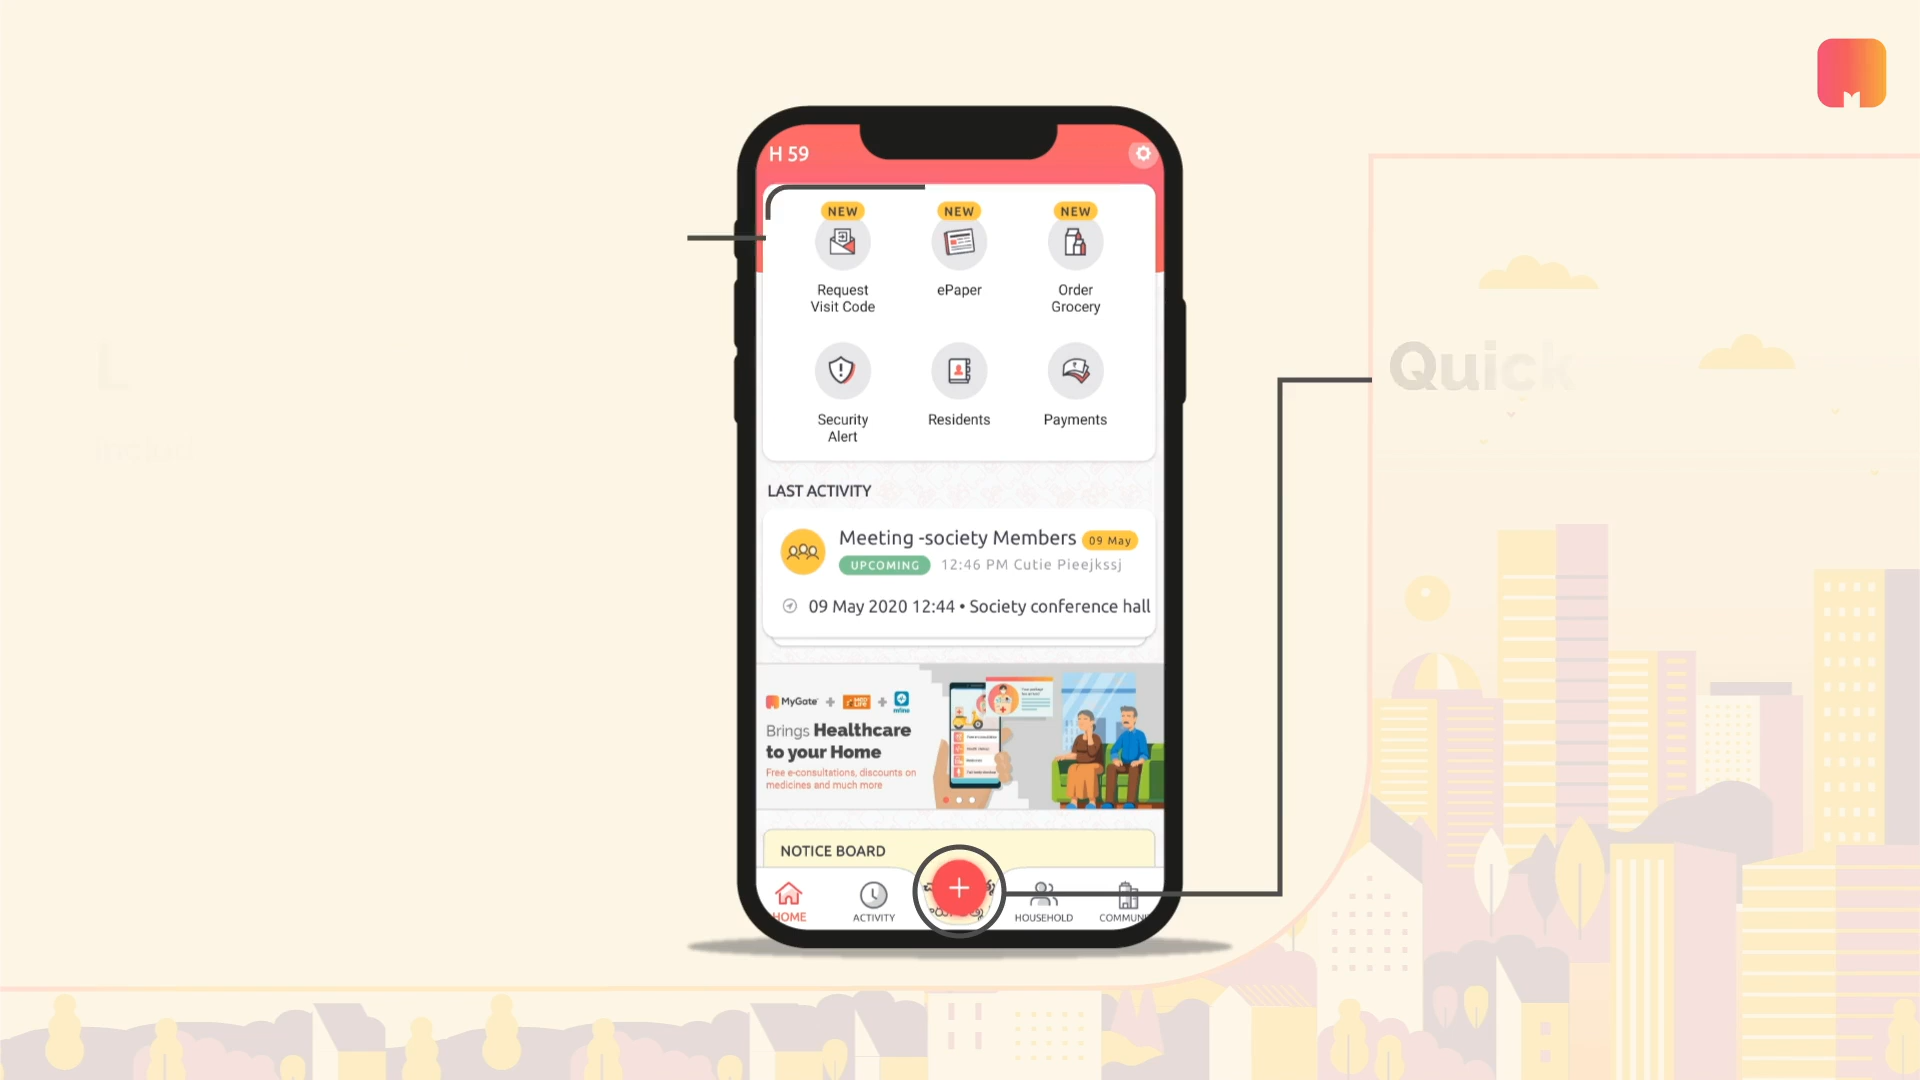 H 59
NEW
NEW
NEW
Request
Visit Code
ePaper
Order
Grocery
Security
Alert
Residents
Payments
LAST ACTIVITY
Meeting -society Members
09 May
UPCOMING
12:46 PM Cutie Pieejkssj
09 May 2020 12:44 • Society conference hall
MyGate
Brings Healthcare
to your Home
Free e-consultations, discounts on
medicines and much more
NOTICE BOARD
HOME
ACTIVITY
HOUSEHOLD
COMMUN
L
Includ
Quick